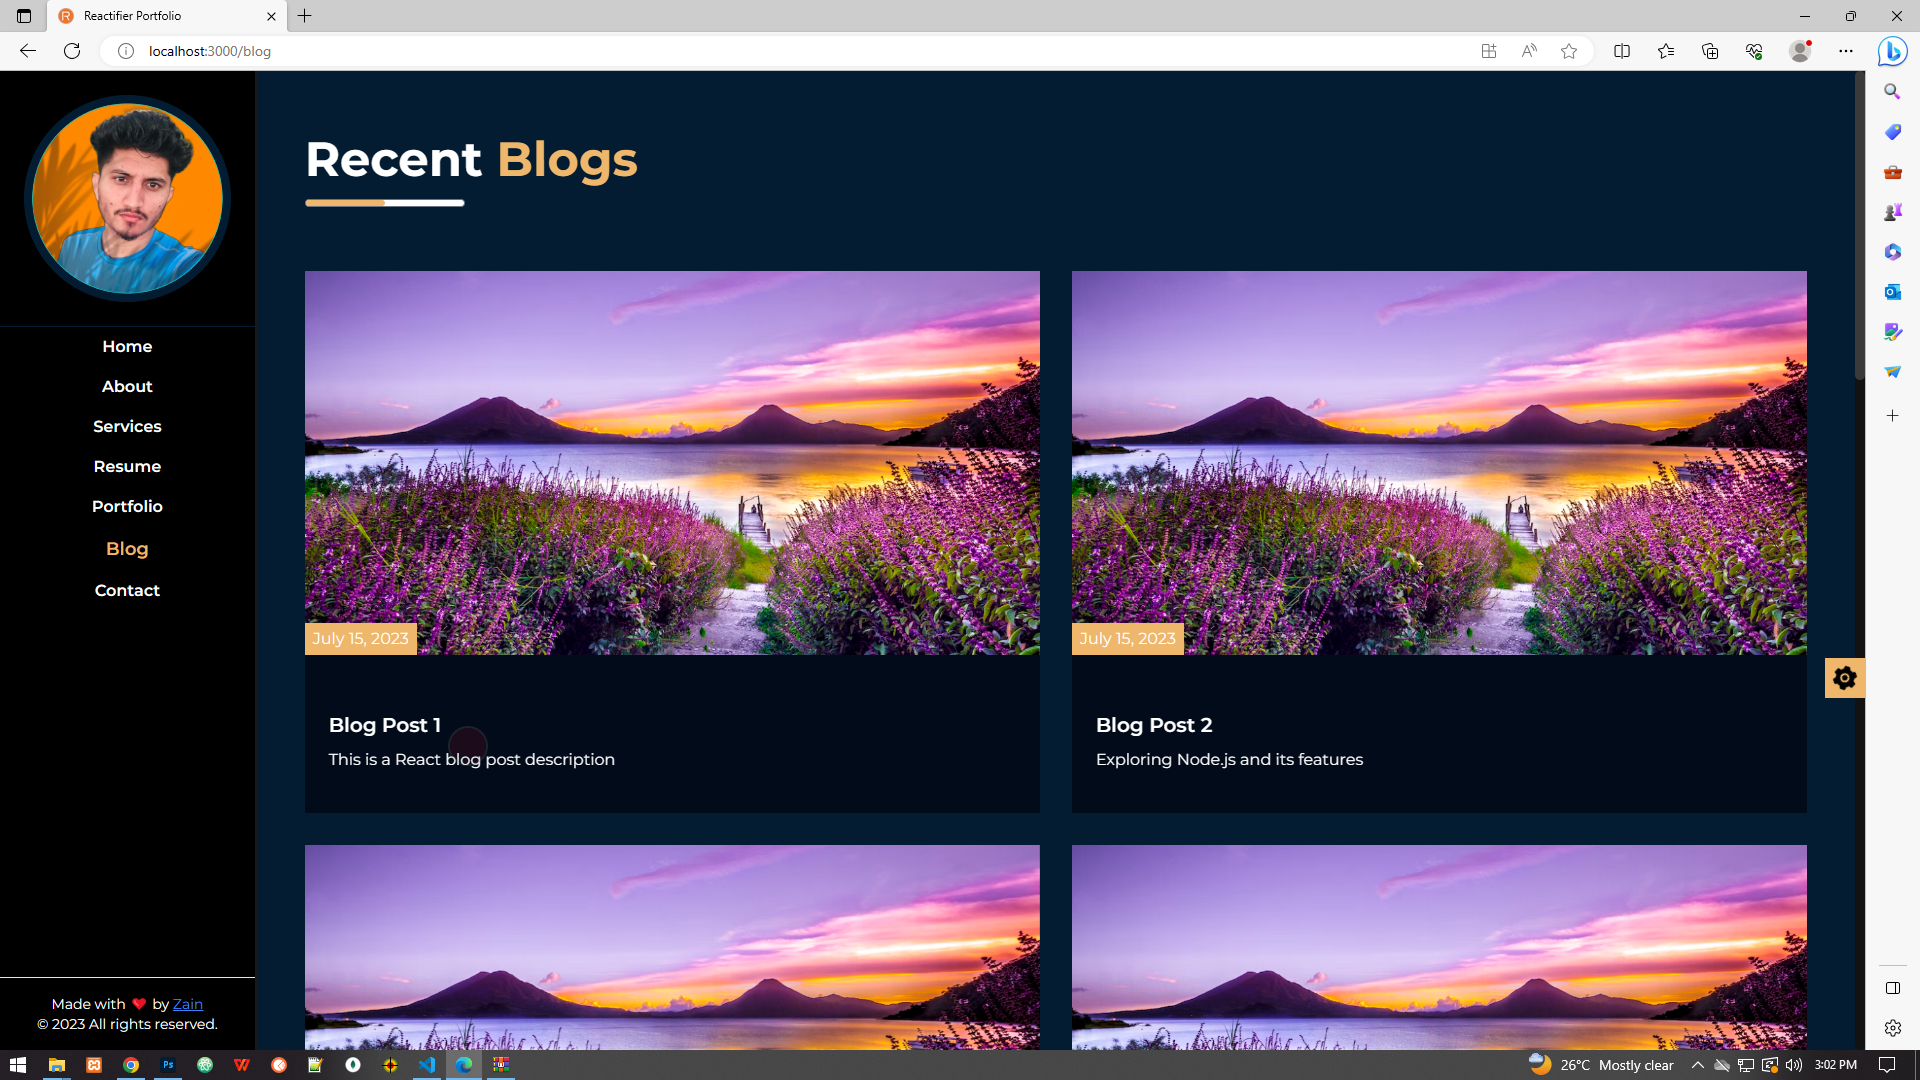 Reactifier Portfolio
localhost:3000/blog
Home
About
Services
Resume
Portfolio
Blog
Contact
Made with ❤ by Zain
© 2023 All rights reserved.
Recent Blogs
July 15, 2023
Blog Post 1
This is a React blog post description
July 15, 2023
Blog Post 2
Exploring Node.js and its features
26°C Mostly clear
3:02 PM